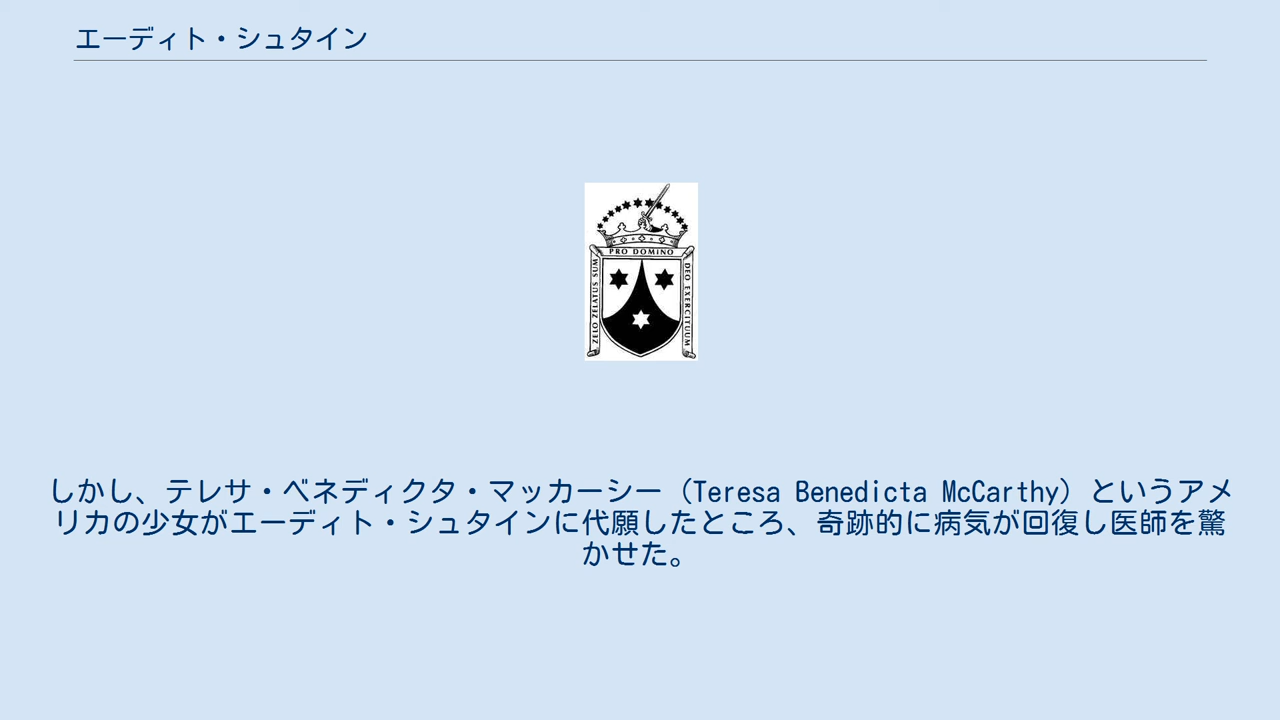 エーディト・シュタイン
PRO DOMINO
ZELO ZELATUS SUM
DEO EXERCITUUM
しかし、テレサ・ベネディクタ・マッカーシー（Teresa Benedicta McCarthy）というアメ
リカの少女がエーディト・シュタインに代願したところ、奇跡的に病気が回復し医師を驚
かせた。